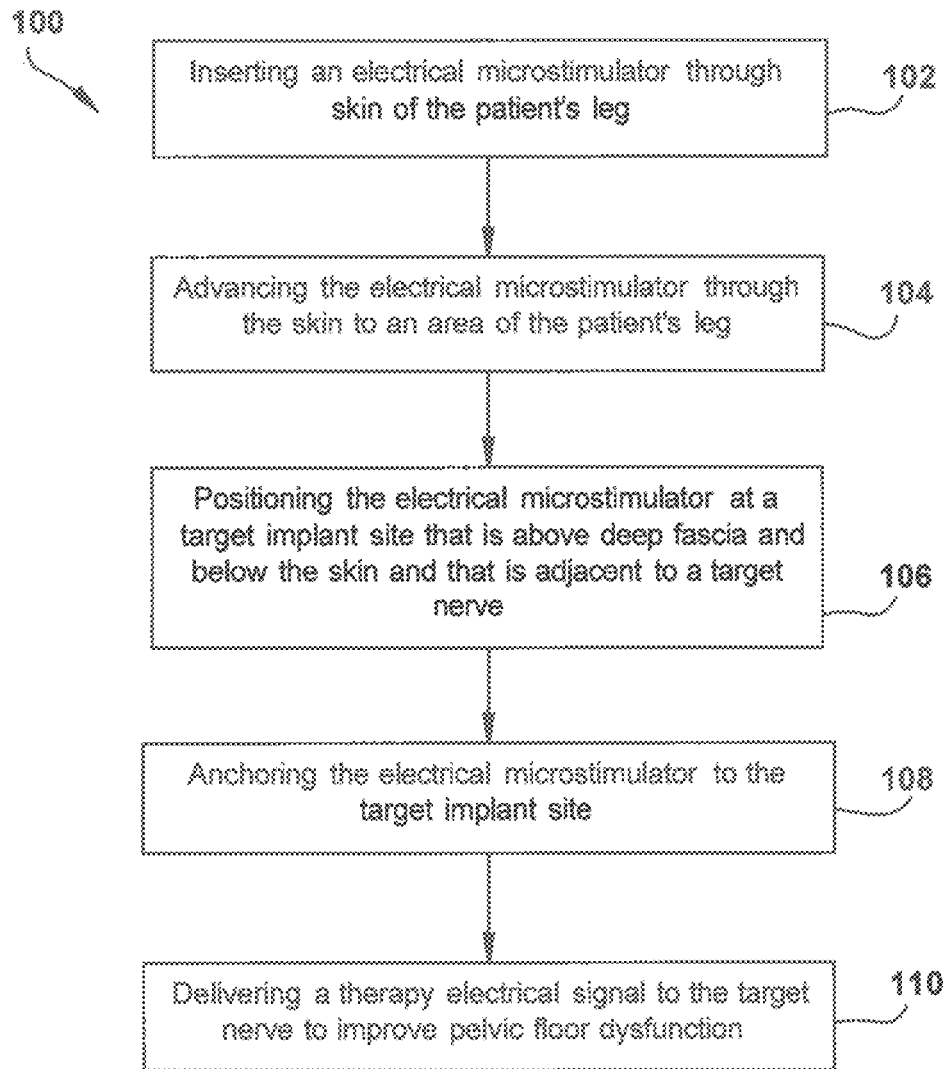 100
Inserting an electrical microstimulator through
skin of the patient's leg
102
Advancing the electrical microstimulator through
the skin to an area of the patient's leg
104
Positioning the electrical microstimulator at a
target implant site that is above deep fascia and
below the skin and that is adjacent to a target
nerve
106
Anchoring the electrical microstimulator to the
target implant site
108
Delivering a therapy electrical signal to the target
nerve to improve pelvic floor dysfunction
110